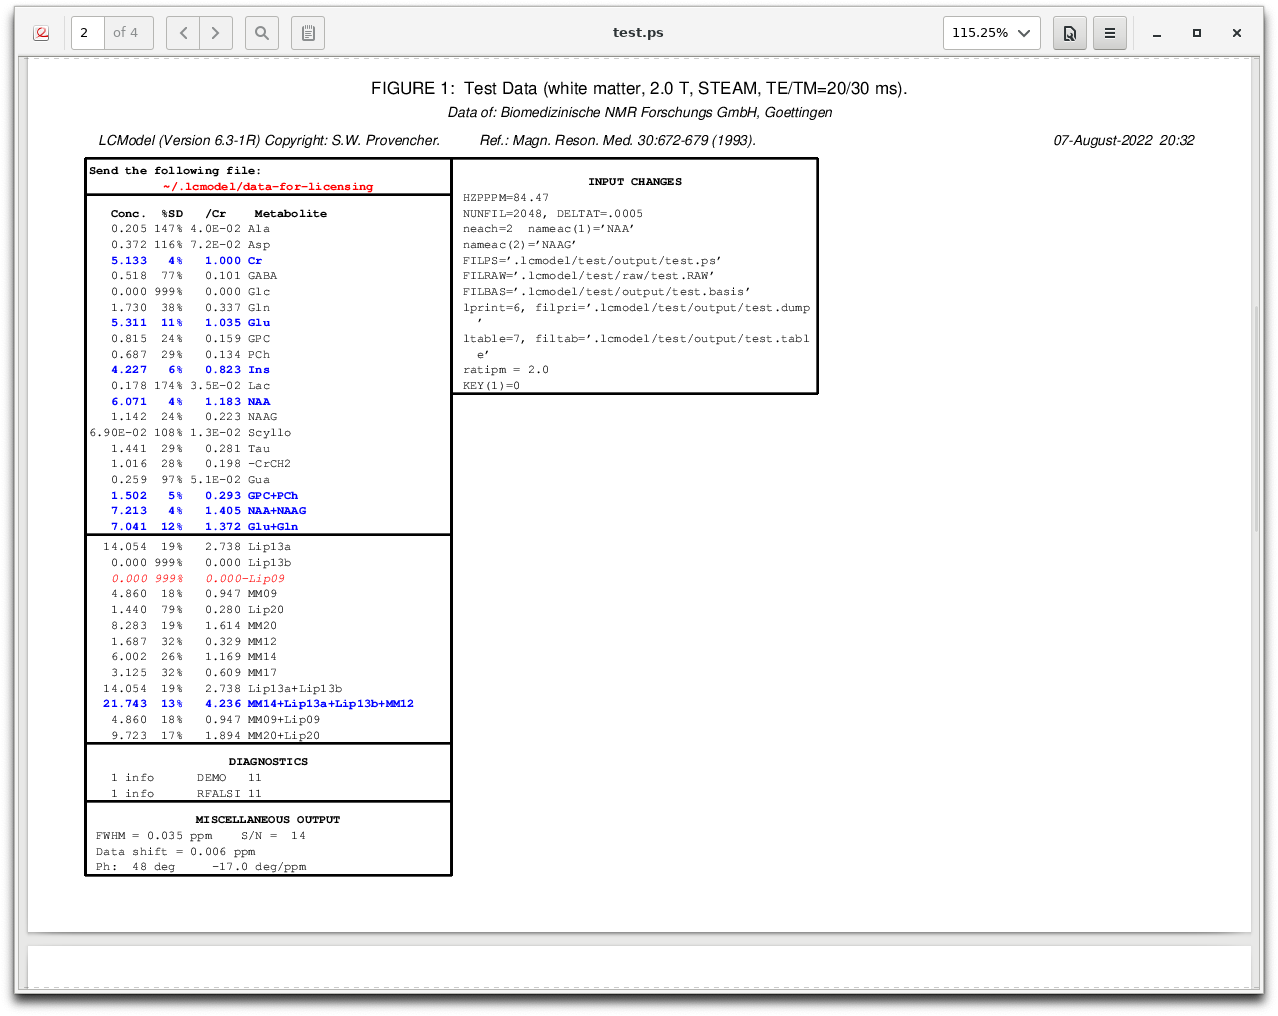 2 of 4
test.ps
115.25%
FIGURE 1: Test Data (white matter, 2.0 T, STEAM, TE/TM=20/30 ms).
Data of: Biomedizinische NMR Forschungs GmbH, Goettingen
LCModel (Version 6.3-1R) Copyright: S.W. Provencher. Ref.: Magn. Reson. Med. 30:672-679 (1993). 07-August-2022 20:32
Send the following file:
~/.lcmodel/data-for-licensing
Conc. %SD /Cr Metabolite
0.205 147% 4.0E-02 Ala
0.372 116% 7.2E-02 Asp
5.133 4% 1.000 Cr
0.518 77% 0.101 GABA
0.000 999% 0.000 Glc
1.730 38% 0.337 Gln
5.311 11% 1.035 Glu
0.815 24% 0.159 GPC
0.687 29% 0.134 PCh
4.227 6% 0.823 Ins
0.178 174% 3.5E-02 Lac
6.071 4% 1.183 NAA
1.142 24% 0.223 NAAG
6.90E-02 108% 1.3E-02 Scyllo
1.441 29% 0.281 Tau
1.016 28% 0.198 -CrCH2
0.259 97% 5.1E-02 Gua
1.502 5% 0.293 GPC+PCh
7.213 4% 1.405 NAA+NAAG
7.041 12% 1.372 Glu+Gln
14.054 19% 2.738 Lip13a
0.000 999% 0.000 Lip13b
0.000 999% 0.000-Lip09
4.860 18% 0.947 MM09
1.440 79% 0.280 Lip20
8.283 19% 1.614 MM20
1.687 32% 0.329 MM12
6.002 26% 1.169 MM14
3.125 32% 0.609 MM17
14.054 19% 2.738 Lip13a+Lip13b
21.743 13% 4.236 MM14+Lip13a+Lip13b+MM12
4.860 18% 0.947 MM09+Lip09
9.723 17% 1.894 MM20+Lip20
DIAGNOSTICS
1 info DEMO 11
1 info RFALSI 11
MISCELLANEOUS OUTPUT
FWHM = 0.035 ppm S/N = 14
Data shift = 0.006 ppm
Ph: 48 deg -17.0 deg/ppm
INPUT CHANGES
HZPPPM=84.47
NUNFIL=2048, DELTAT=.0005
neach=2 nameac(1)=’NAA’
nameac(2)=’NAAG’
FILPS=’.lcmodel/test/output/test.ps’
FILRAW=’.lcmodel/test/raw/test.RAW’
FILBAS=’.lcmodel/test/output/test.basis’
lprint=6, filpri=’.lcmodel/test/output/test.dump
’
ltable=7, filtab=’.lcmodel/test/output/test.tabl
e’
ratipm = 2.0
KEY(1)=0